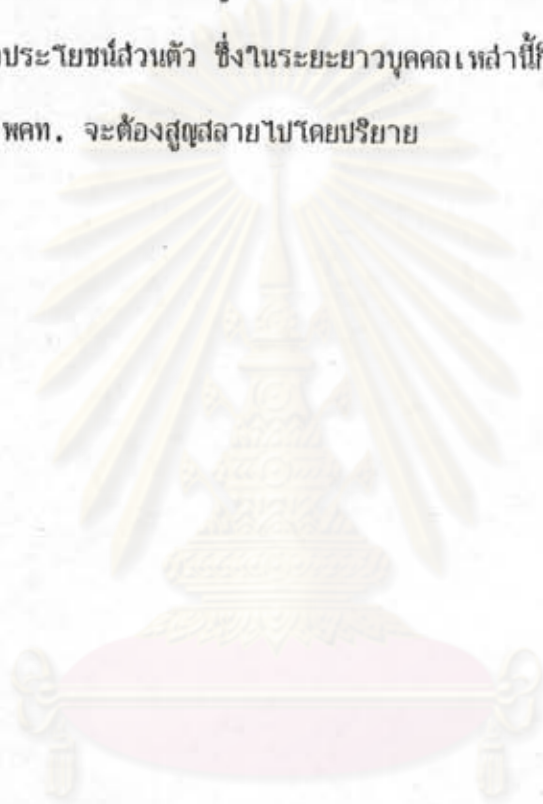 ประโยชน์ส่วนตัว ซึ่งในระยะยาวบุคคลเหล่านี้
พคท. จะต้องสูญสลายไปโดยปริยาย